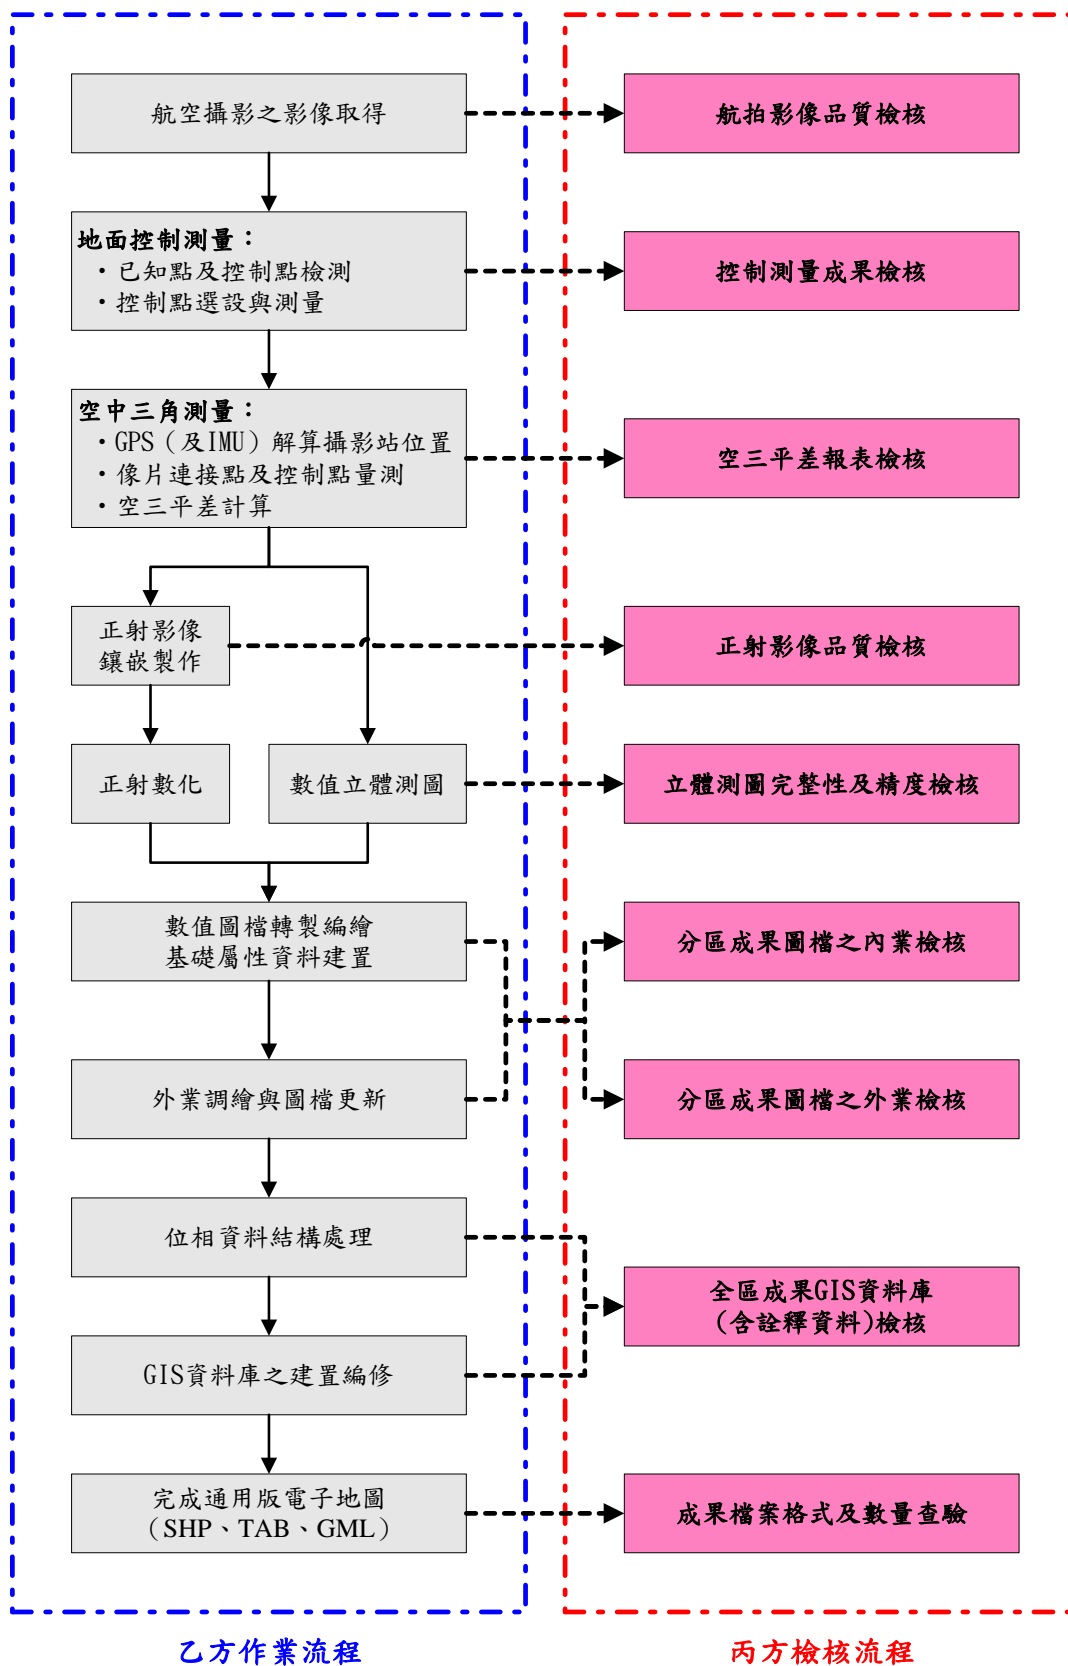 航空攝影之影像取得
航拍影像品質檢核
地面控制測量：
・已知點及控制點檢測
・控制點選設與測量
控制測量成果檢核
空中三角測量：
・GPS（及IMU）解算攝影站位置
・像片連接點及控制點量測
・空三平差計算
空三平差報表檢核
正射影像
鑲嵌製作
正射影像品質檢核
正射數化
數值立體測圖
立體測圖完整性及精度檢核
數值圖檔轉製編繪
基礎屬性資料建置
分區成果圖檔之內業檢核
外業調繪與圖檔更新
分區成果圖檔之外業檢核
位相資料結構處理
全區成果GIS資料庫
(含詮釋資料)檢核
GIS資料庫之建置編修
完成通用版電子地圖
（SHP、TAB、GML）
成果檔案格式及數量查驗
乙方作業流程
丙方檢核流程